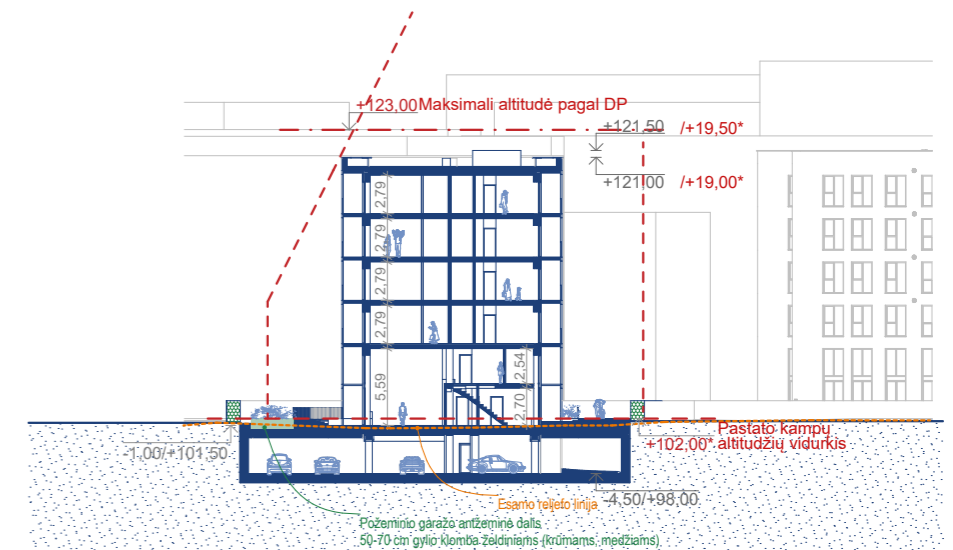 +123,00 Maksimali altitudė pagal DP
+121,50 /+19,50*
+121,00 /+19,00*
2,79
2,79
2,79
2,79
5,59
2,54
2,70
Pastato kampų
altitudžių vidurkis
+102,00*
-1,00/+101,50
-4,50/+98,00
Esamo reljefo linija
Požeminio garažo antžeminė dalis
50-70 cm gylio klomba želdiniams (krūmams, medžiams)